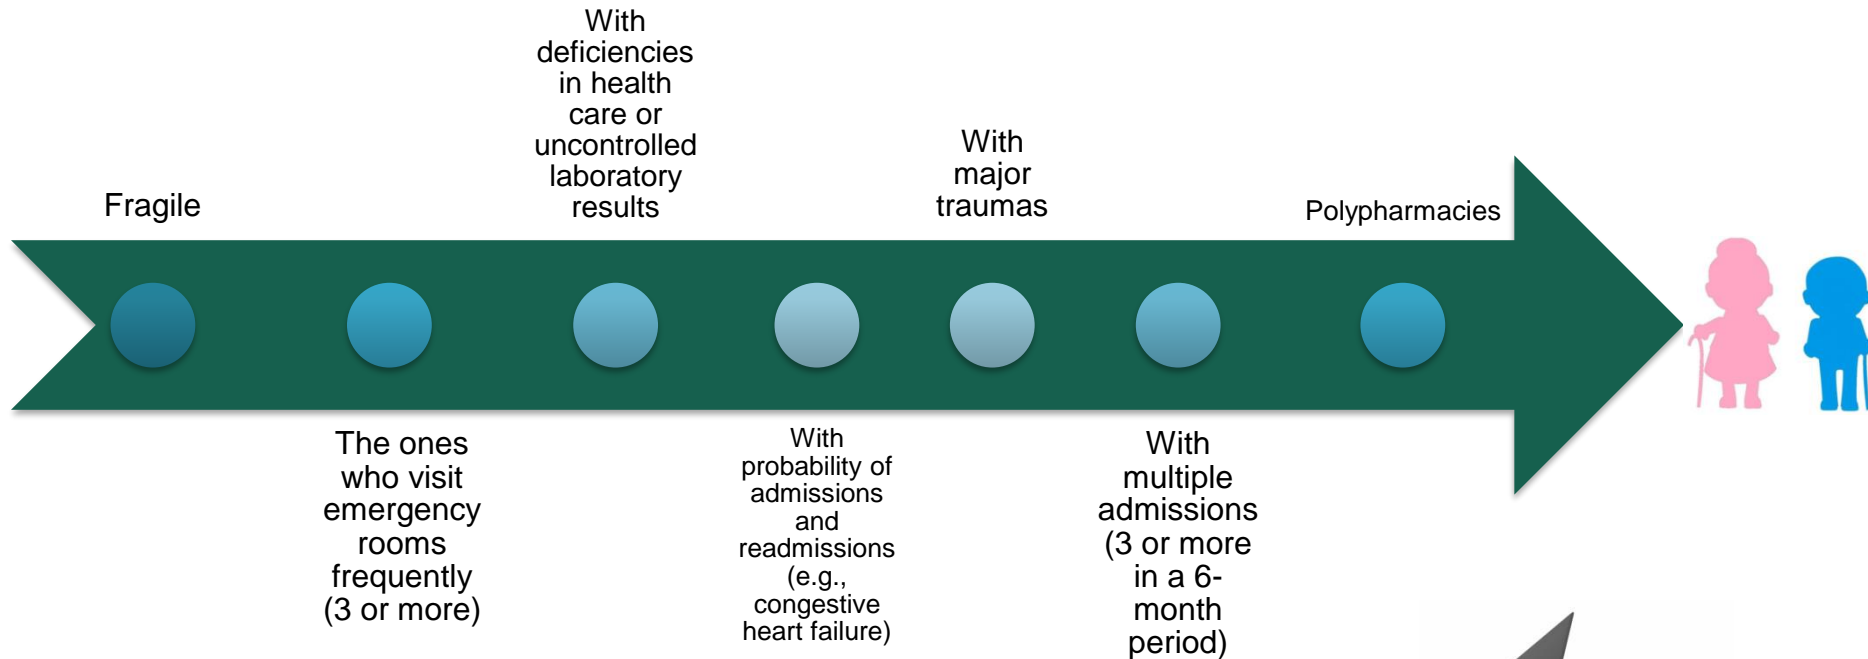 Fragile
The ones
who visit
emergency
rooms
frequently
(3 or more)
With
deficiencies
in health
care or
uncontrolled
laboratory
results
With
probability of
admissions
and
readmissions
(e.g.,
congestive
heart failure)
With
major
traumas
With
multiple
admissions
(3 or more
in a 6-
month
period)
Polypharmacies